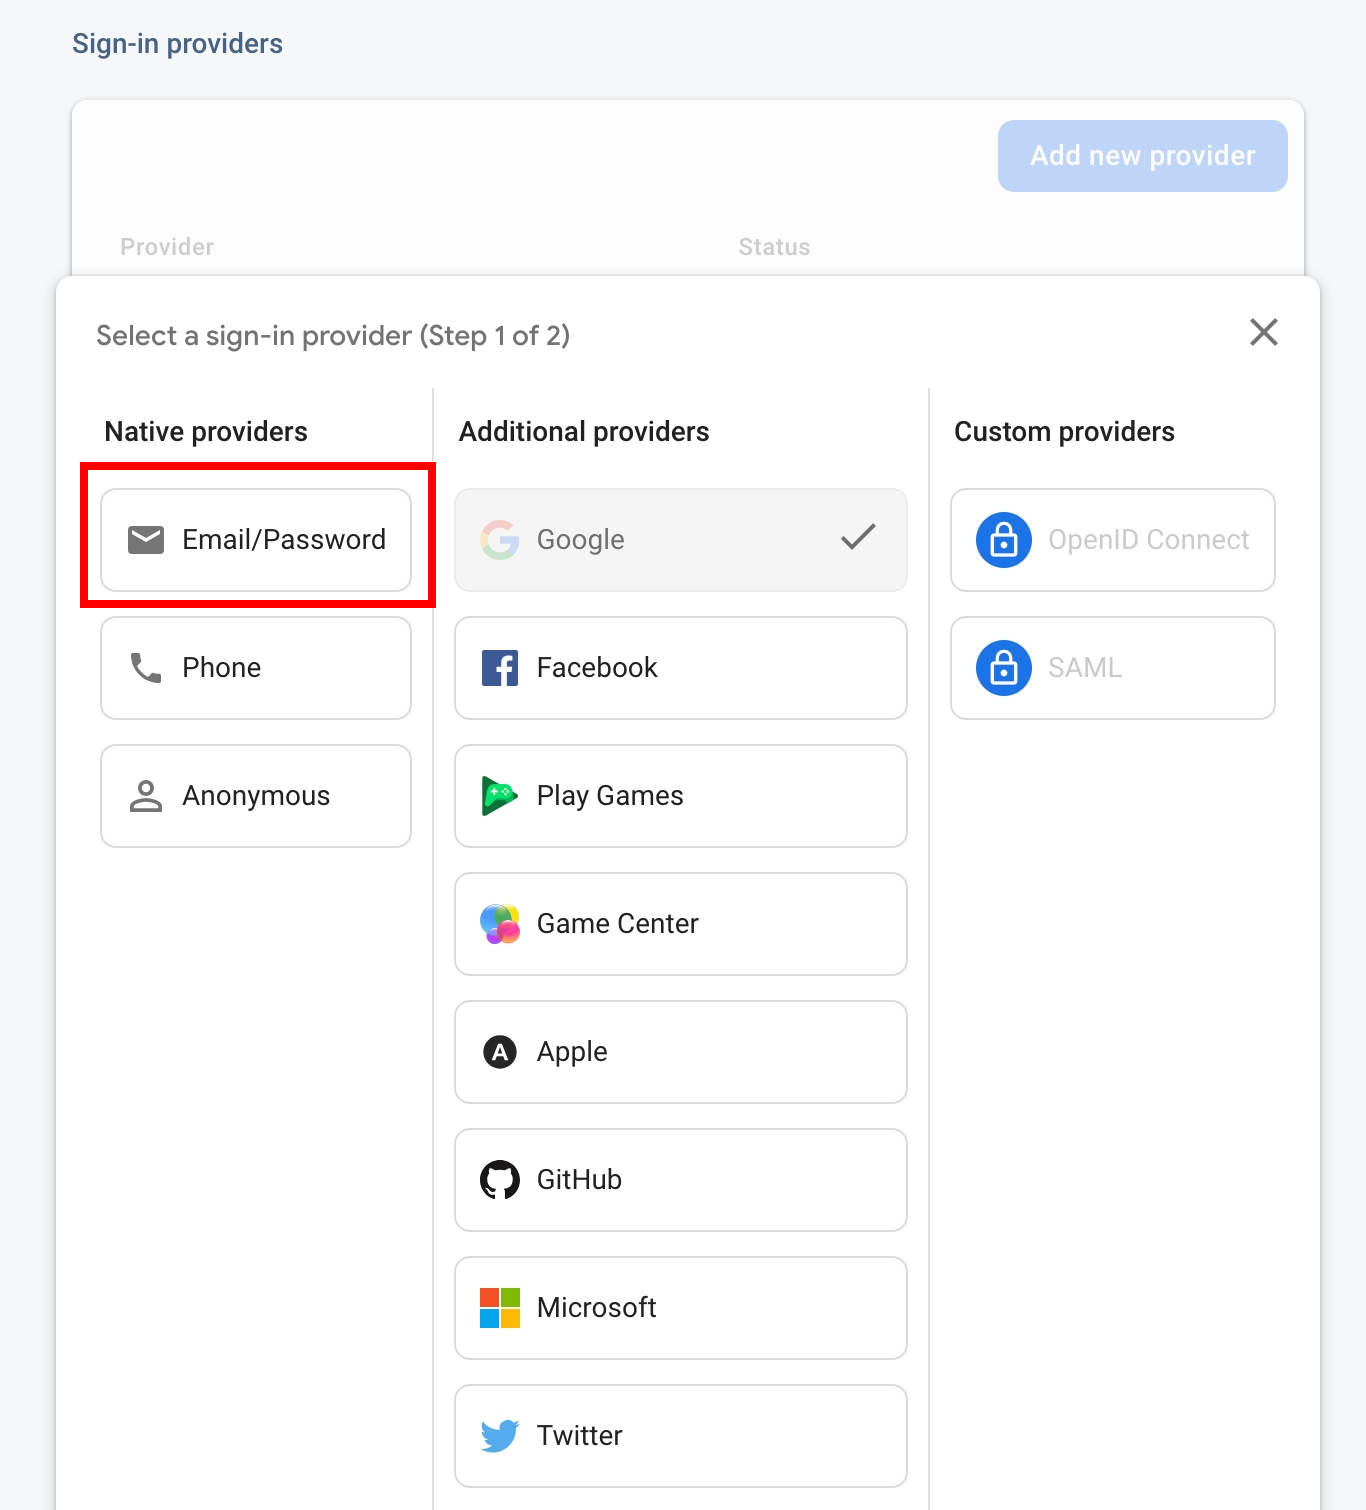 Sign-in providers
Add new provider
Provider
Status
Select a sign-in provider (Step 1 of 2)
Native providers
Email/Password
Phone
Anonymous
Additional providers
Google
Facebook
Play Games
Game Center
Apple
GitHub
Microsoft
Twitter
Custom providers
OpenID Connect
SAML